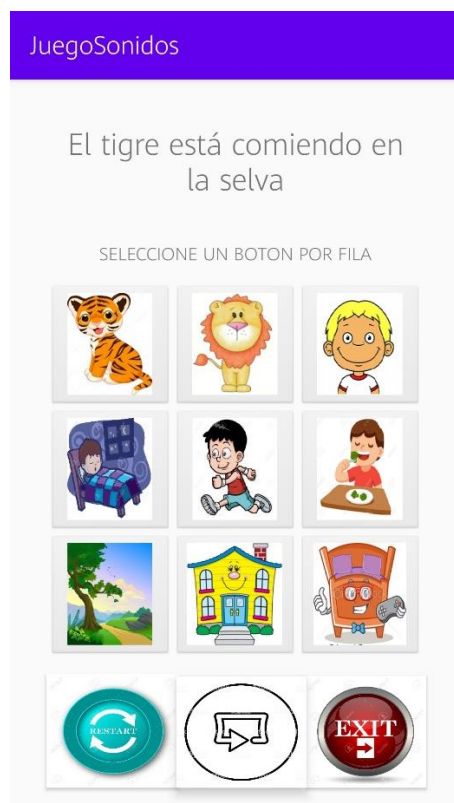 JuegoSonidos
El tigre está comiendo en
la selva
SELECCIONE UN BOTON POR FILA
RESTART
EXIT